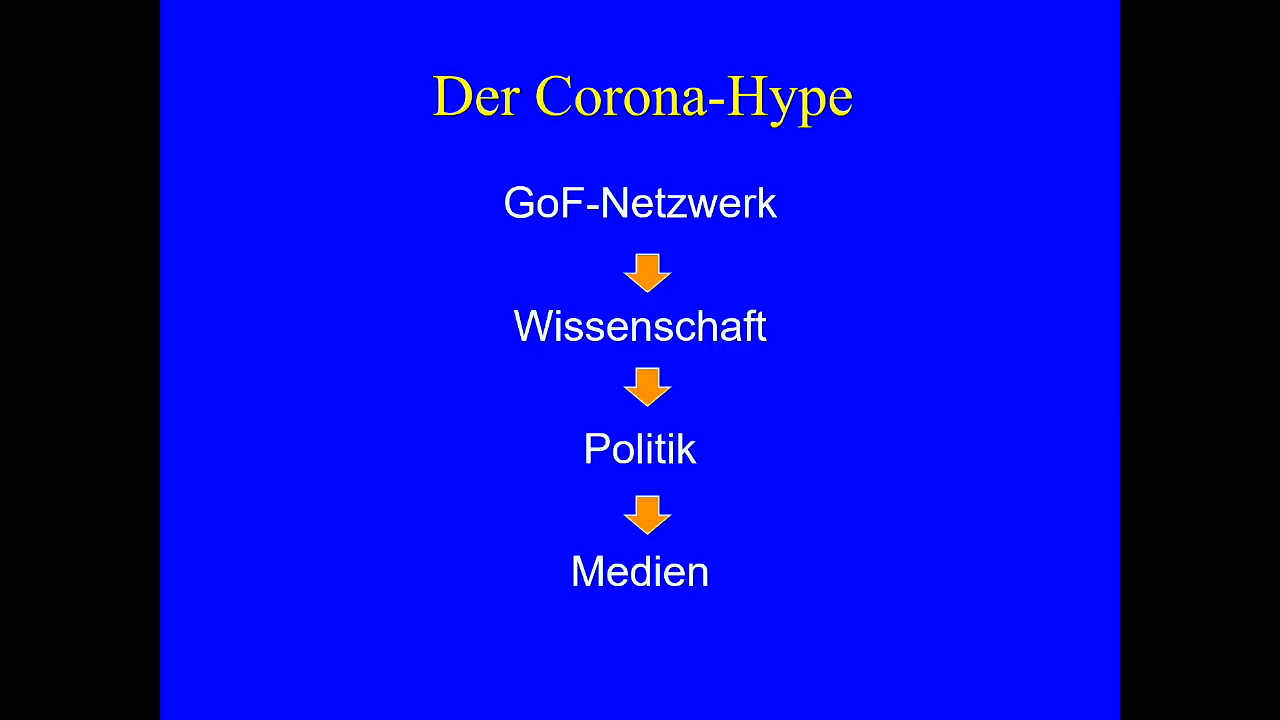 Der Corona-Hype
GoF-Netzwerk
Wissenschaft
Politik
Medien